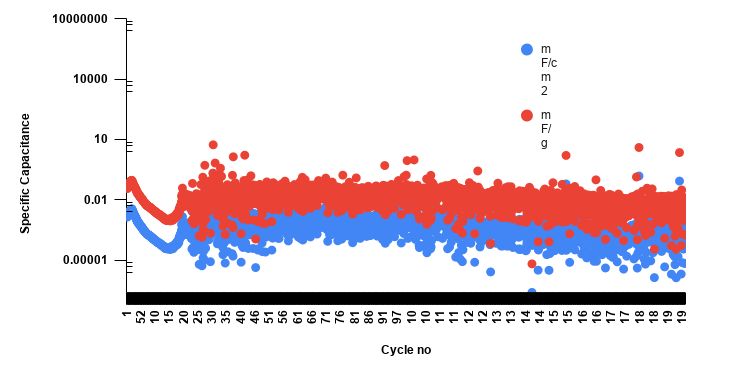 10000000
10000
10
0.01
0.00001
Specific Capacitance
m
F/c
m
2
m
F/
g
1 52 10 15 20 25 30 35 40 46 51 56 61 66 71 76 81 86 91 97 10 10 11 11 12 12 13 13 14 14 15 15 16 16 17 17 18 18 19 19
Cycle no